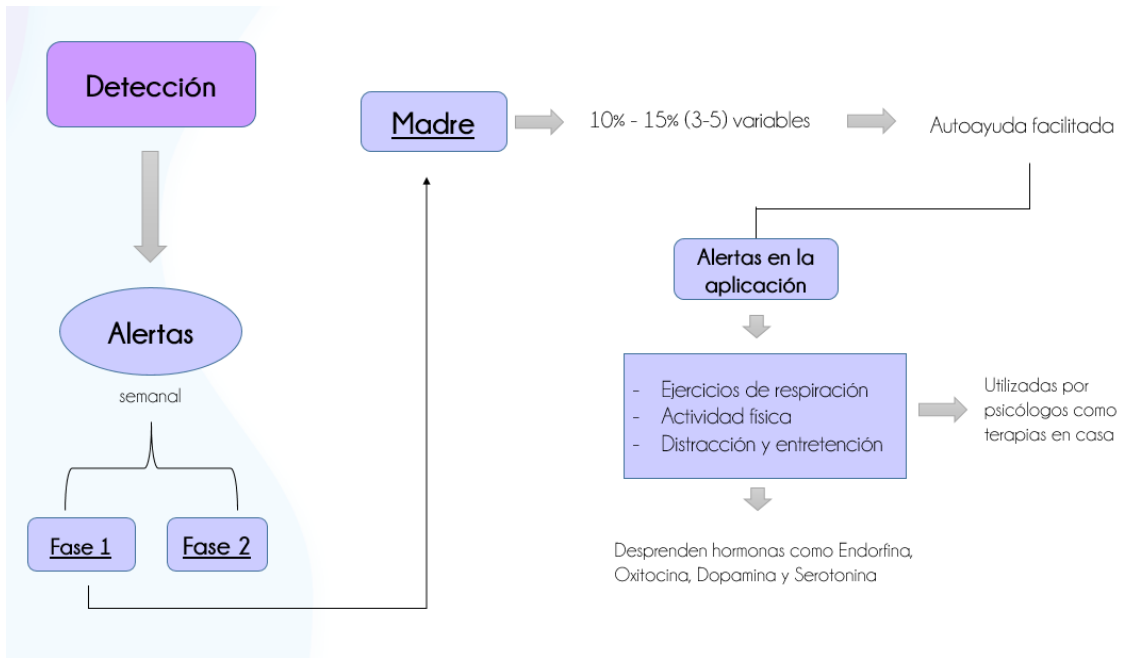 Detección
Alertas
semanal
Fase 1
Fase 2
Madre
10% - 15% (3-5) variables
Autoayuda facilitada
Alertas en la
aplicación
- Ejercicios de respiración
- Actividad física
- Distracción y entretención
Utilizadas por
psicólogos como
terapias en casa
Desprenden hormonas como Endorfina,
Oxitocina, Dopamina y Serotonina